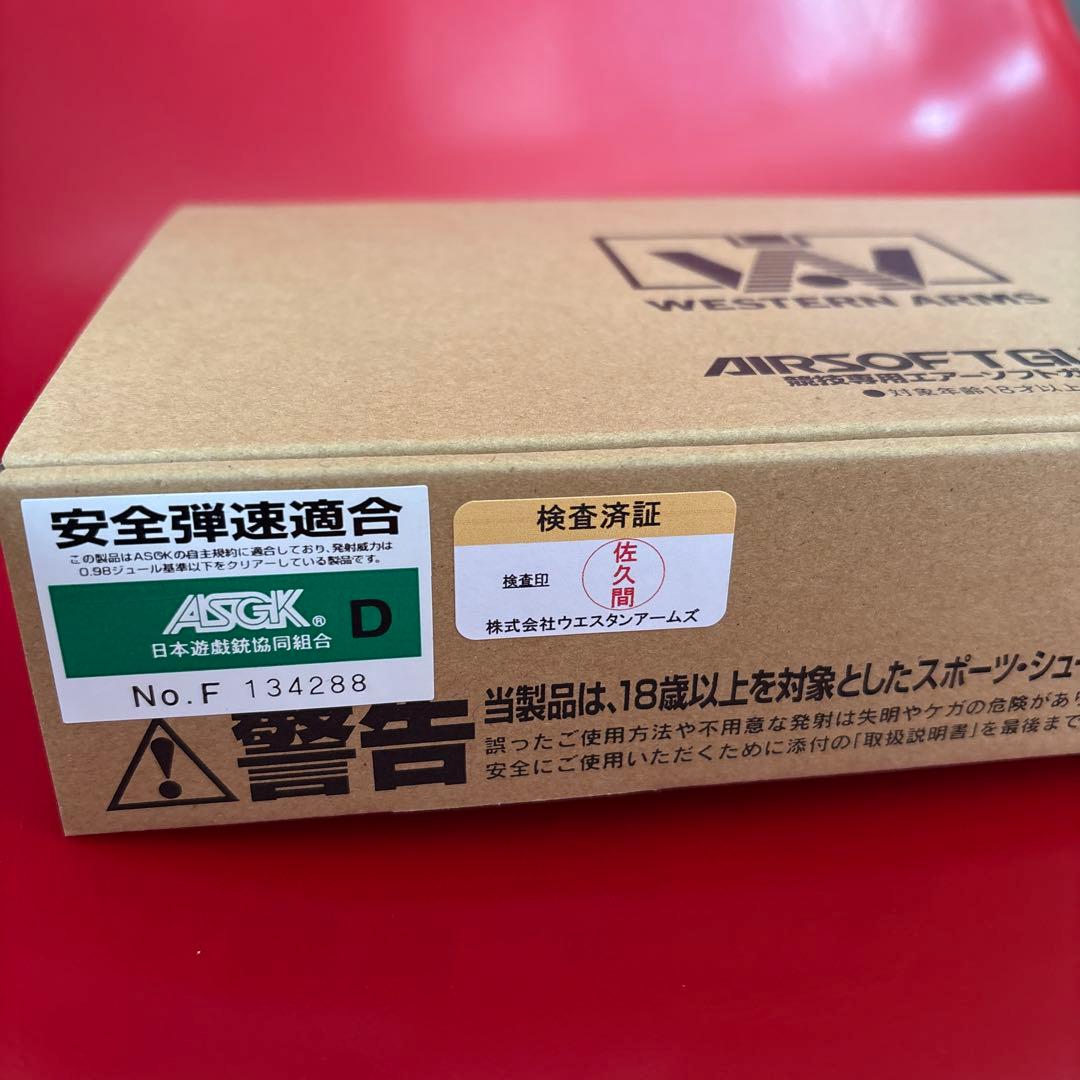 WESTERN ARMS
AIRSOFT GU
競技専用エアーソフトガ
●対象年齢18才以上
安全弾速適合
この製品はASGKの自主規約に適合しており、発射威力は
0.98ジュール基準以下をクリアーしている製品です。
ASGK® D
日本遊戯銃協同組合
No.F 134288
検査済証
検査印
佐久間
株式会社ウエスタンアームズ
警告
当製品は、18歳以上を対象としたスポーツ・シュー
誤ったご使用方法や不用意な発射は失明やケガの危険があ
安全にご使用いただくために添付の「取扱説明書」を最後まで